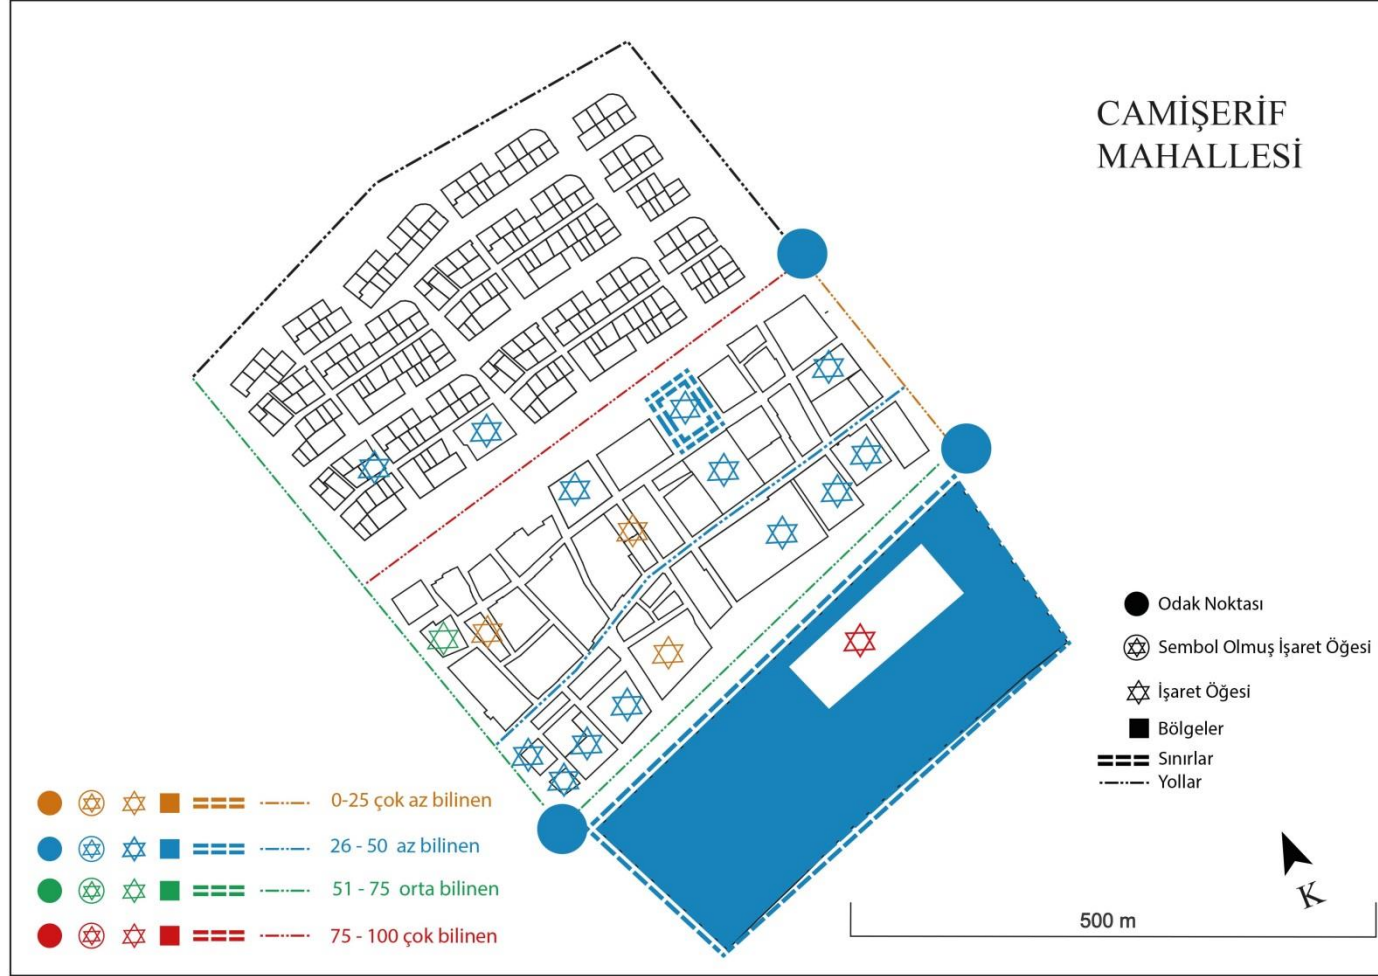 CAMİŞERİF
MAHALLESİ
Odak Noktası
Sembol Olmuş İşaret Öğesi
İşaret Öğesi
Bölgeler
Sınırlar
Yollar
0-25 çok az bilinen
26 - 50 az bilinen
51 - 75 orta bilinen
75 - 100 çok bilinen
500 m
K